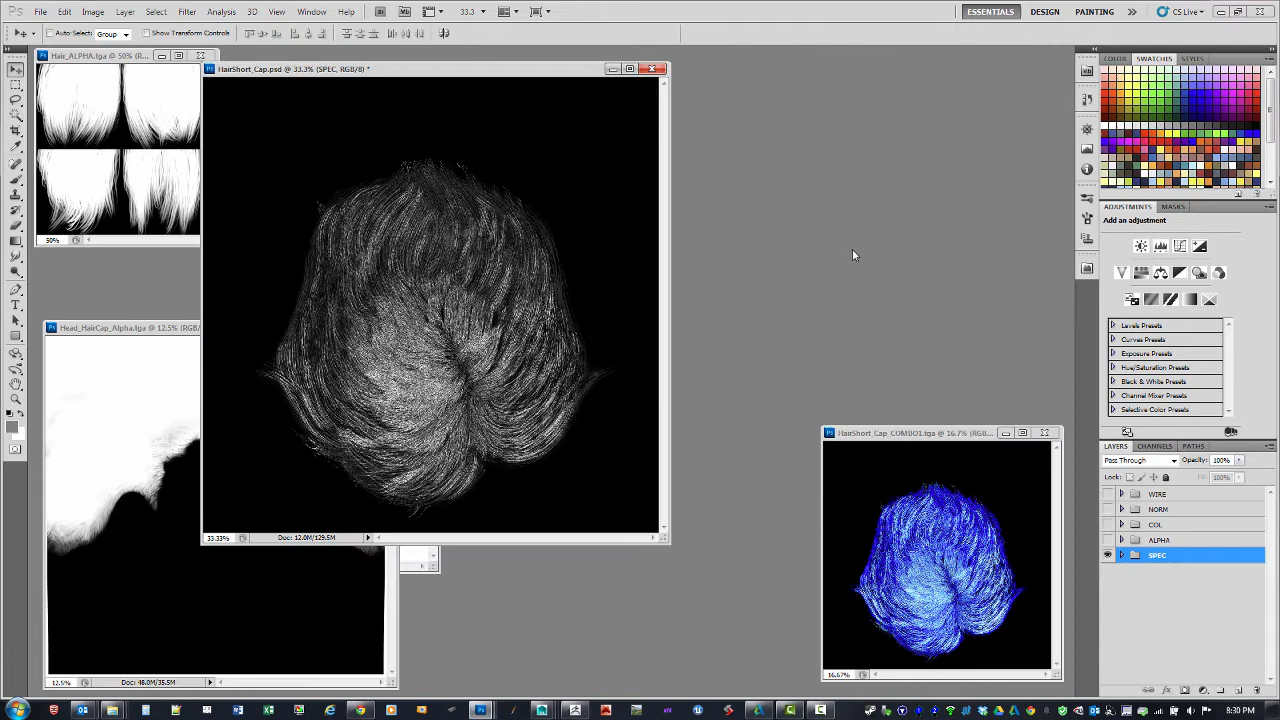 File Edit Image Layer Select Filter Analysis 3D View Window Help 33.3 ESSENTIALS DESIGN PAINTING CS Live
Auto-Select: Group Show Transform Controls
Hair_ALPHA.tga @ 50% (R...
50%
HairShort_Cap.psd @ 33.3% (SPEC, RGB/8) *
33.33% Doc: 12.0M/129.5M
Head_HairCap_Alpha.tga @ 12.5% (RGB/
12.5% Doc: 48.0M/35.5M
HairShort_Cap_COMBO1.tga @ 16.7% (RGB...
16.67%
COLOR SWATCHES STYLES
ADJUSTMENTS MASKS
Add an adjustment
Levels Presets
Curves Presets
Exposure Presets
Hue/Saturation Presets
Black & White Presets
Channel Mixer Presets
Selective Color Presets
LAYERS CHANNELS PATHS
Pass Through Opacity: 100%
Lock: Fill: 100%
WIRE
NORM
COL
ALPHA
SPEC
8:30 PM